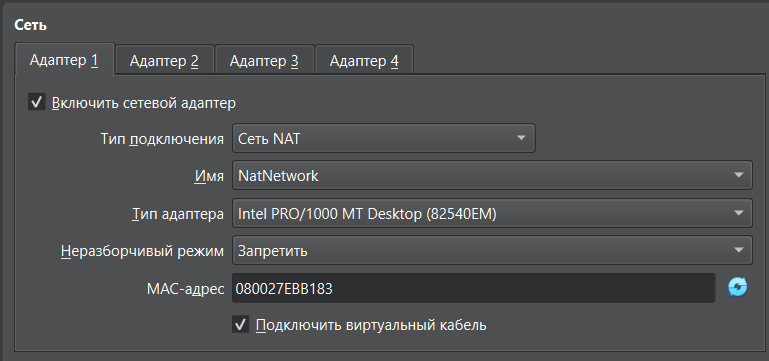 Сеть
Адаптер 1 Адаптер 2 Адаптер 3 Адаптер 4
Включить сетевой адаптер
Тип подключения Сеть NAT
Имя NatNetwork
Тип адаптера Intel PRO/1000 MT Desktop (82540EM)
Неразборчивый режим Запретить
MAC-адрес 080027EBB183
Подключить виртуальный кабель